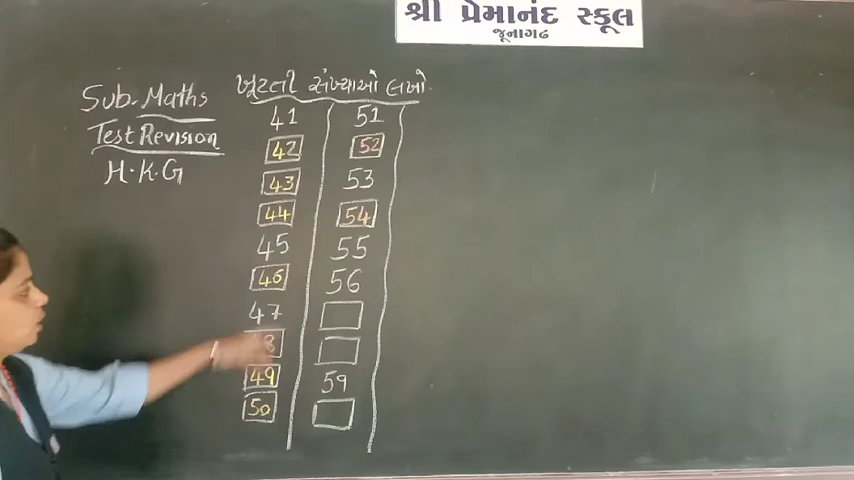 શ્રી પ્રેમાનંદ સ્કૂલ
જૂનાગઢ
Sub. Maths
Test Revision
H.K.G
ખૂટતી સંખ્યાઓ લખો.
41 51
42 52
43 53
44 54
45 55
46 56
47
48
49 59
50